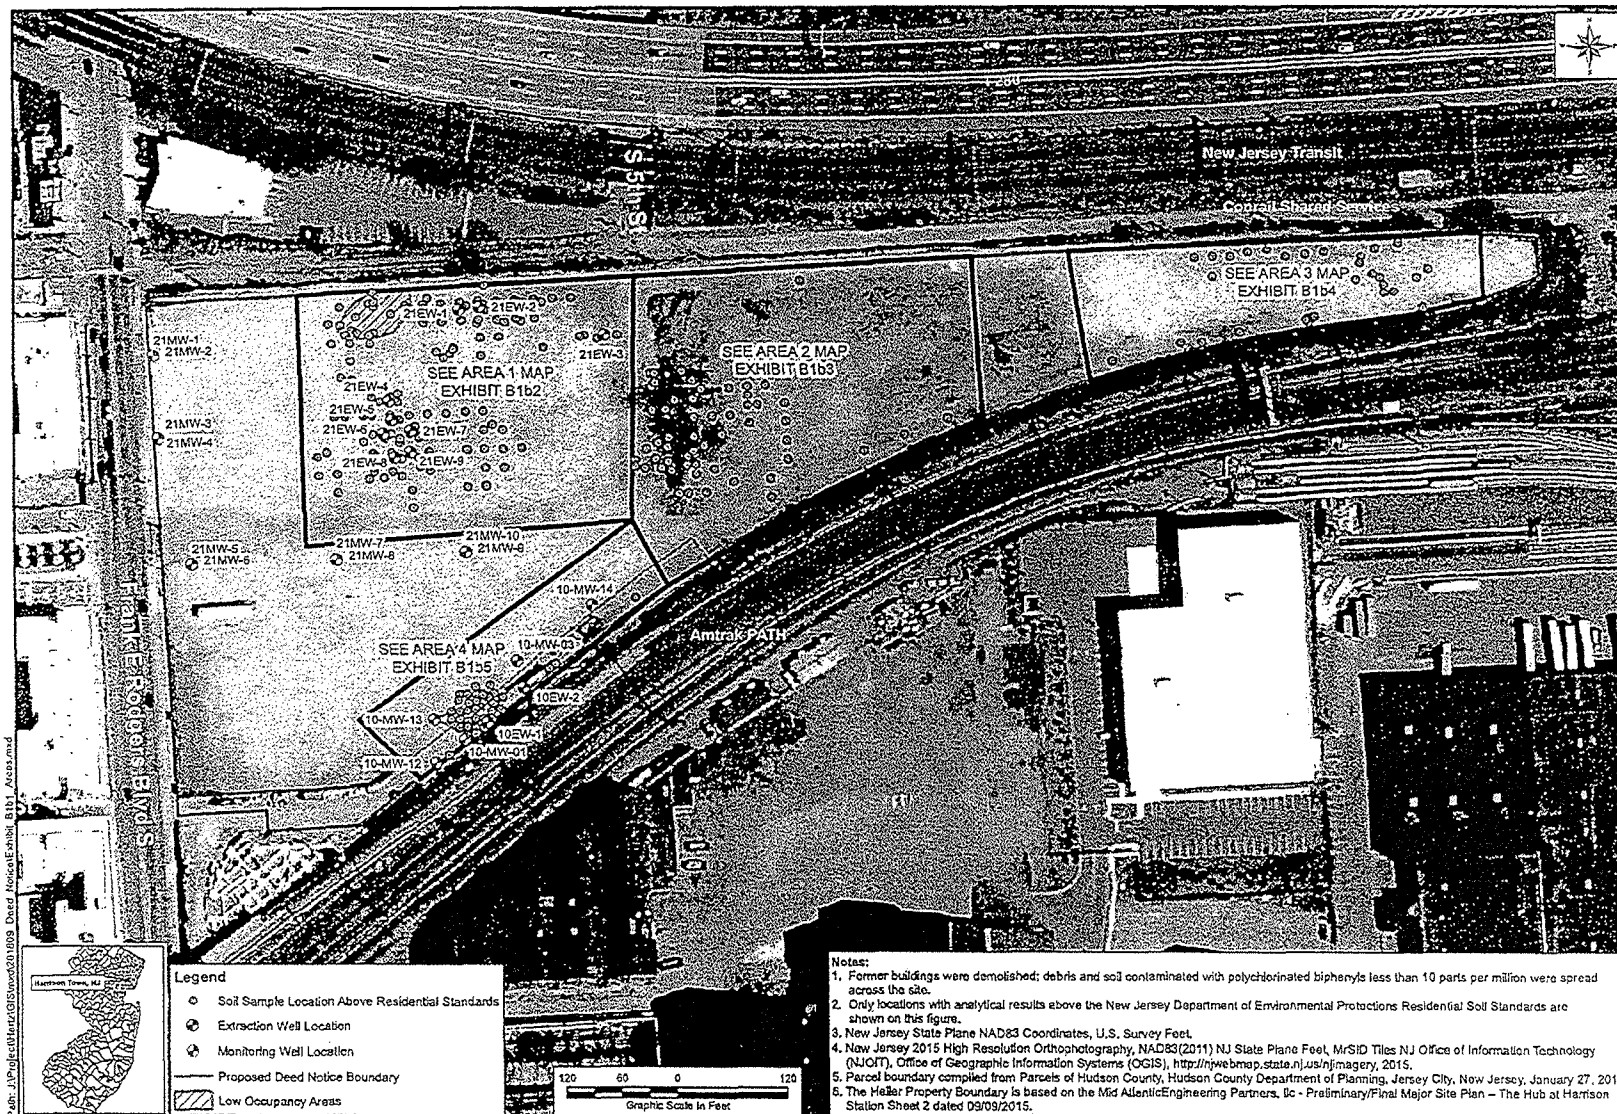 S 5th St
New Jersey Transit
Conrail Shared Services
SEE AREA 3 MAP
EXHIBIT B1b4
21EW-1
21EW-2
21EW-3
21MW-1
21MW-2
SEE AREA 2 MAP
EXHIBIT B1b3
SEE AREA 1 MAP
EXHIBIT B1b2
21EW-4
21EW-5
21EW-6
21EW-7
21MW-3
21MW-4
21EW-8
21EW-9
21MW-5
21MW-6
21MW-7
21MW-8
21MW-10
21MW-9
10-MW-14
Amtrak PATH
SEE AREA 4 MAP
EXHIBIT B1b5
10-MW-03
10EW-2
10-MW-13
10EW-1
10-MW-01
10-MW-12
Frank E Rodgers Blvd S
Harrison Town, NJ
Legend
Soil Sample Location Above Residential Standards
Extraction Well Location
Monitoring Well Location
Proposed Deed Notice Boundary
Low Occupancy Areas
120 60 0 120
Graphic Scale in Feet
Notes:
1. Former buildings were demolished; debris and soil contaminated with polychlorinated biphenyls less than 10 parts per million were spread
across the site.
2. Only locations with analytical results above the New Jersey Department of Environmental Protections Residential Soil Standards are
shown on this figure.
3. New Jersey State Plane NAD83 Coordinates, U.S. Survey Feet.
4. New Jersey 2015 High Resolution Orthophotography, NAD83(2011) NJ State Plane Feet, MrSID Tiles NJ Office of Information Technology
(NJOIT), Office of Geographic Information Systems (OGIS), http://njwebmap.state.nj.us/njimagery, 2015.
5. Parcel boundary compiled from Parcels of Hudson County, Hudson County Department of Planning, Jersey City, New Jersey, January 27, 201
6. The Heller Property Boundary is based on the Mid AtlanticEngineering Partners, llc - Preliminary/Final Major Site Plan – The Hub at Harrison
Station Sheet 2 dated 09/09/2015.